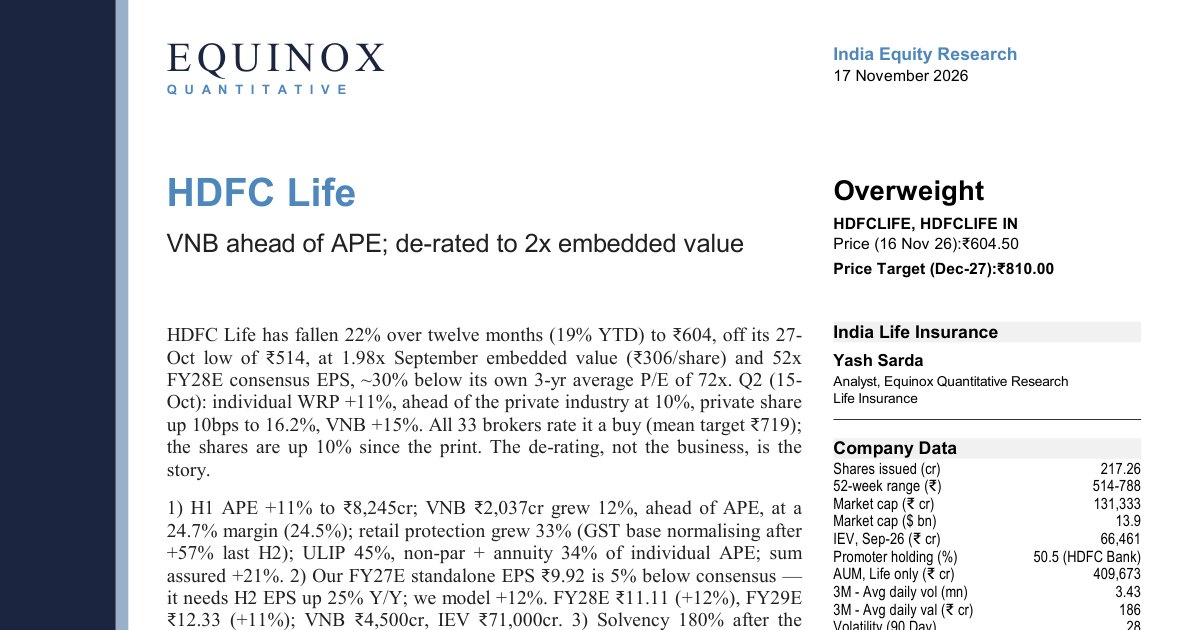 EQUINOX
QUANTITATIVE
India Equity Research
17 November 2026
HDFC Life
VNB ahead of APE; de-rated to 2x embedded value
HDFC Life has fallen 22% over twelve months (19% YTD) to ₹604, off its 27-
Oct low of ₹514, at 1.98x September embedded value (₹306/share) and 52x
FY28E consensus EPS, ~30% below its own 3-yr average P/E of 72x. Q2 (15-
Oct): individual WRP +11%, ahead of the private industry at 10%, private share
up 10bps to 16.2%, VNB +15%. All 33 brokers rate it a buy (mean target ₹719);
the shares are up 10% since the print. The de-rating, not the business, is the
story.
1) H1 APE +11% to ₹8,245cr; VNB ₹2,037cr grew 12%, ahead of APE, at a
24.7% margin (24.5%); retail protection grew 33% (GST base normalising after
+57% last H2); ULIP 45%, non-par + annuity 34% of individual APE; sum
assured +21%. 2) Our FY27E standalone EPS ₹9.92 is 5% below consensus —
it needs H2 EPS up 25% Y/Y; we model +12%. FY28E ₹11.11 (+12%), FY29E
₹12.33 (+11%); VNB ₹4,500cr, IEV ₹71,000cr. 3) Solvency 180% after the
Overweight
HDFCLIFE, HDFCLIFE IN
Price (16 Nov 26):₹604.50
Price Target (Dec-27):₹810.00
India Life Insurance
Yash Sarda
Analyst, Equinox Quantitative Research
Life Insurance
Company Data
Shares issued (cr) 217.26
52-week range (₹) 514-788
Market cap (₹ cr) 131,333
Market cap ($ bn) 13.9
IEV, Sep-26 (₹ cr) 66,461
Promoter holding (%) 50.5 (HDFC Bank)
AUM, Life only (₹ cr) 409,673
3M - Avg daily vol (mn) 3.43
3M - Avg daily val (₹ cr) 186
Volatility (90 Day) 28